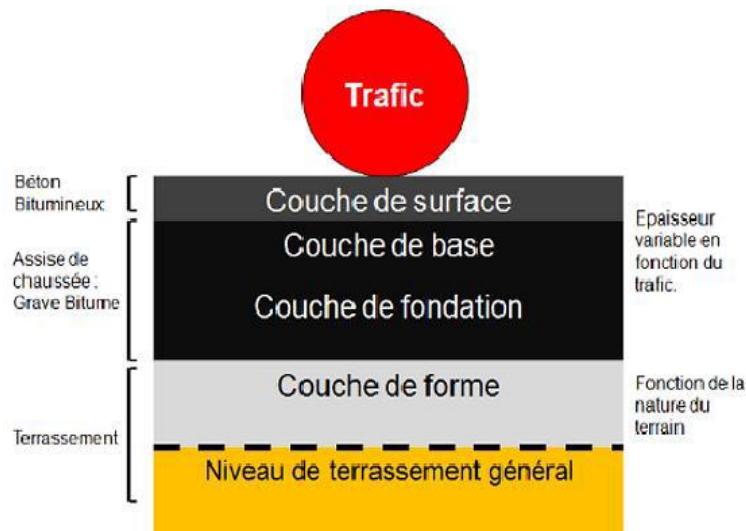 Trafic
Béton
Bitumineux
Couche de surface
Couche de base
Assise de
chaussée :
Grave Bitume
Couche de fondation
Epaisseur
variable en
fonction du
trafic.
Couche de forme
Fonction de la
nature du
terrain
Terrassement
Niveau de terrassement général